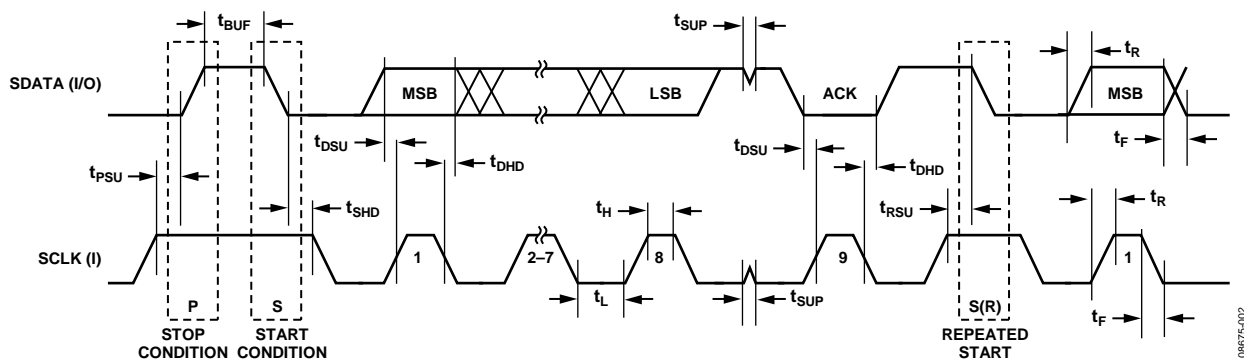 tBUF
tSUP
tR
SDATA (I/O)
MSB
LSB
ACK
MSB
tDSU
tDHD
tDSU
tDHD
tF
tPSU
tSHD
tH
tRSU
tR
SCLK (I)
1
2–7
8
9
1
tL
tSUP
tF
P
S
S(R)
STOP
CONDITION
START
CONDITION
REPEATED
START
08675-002